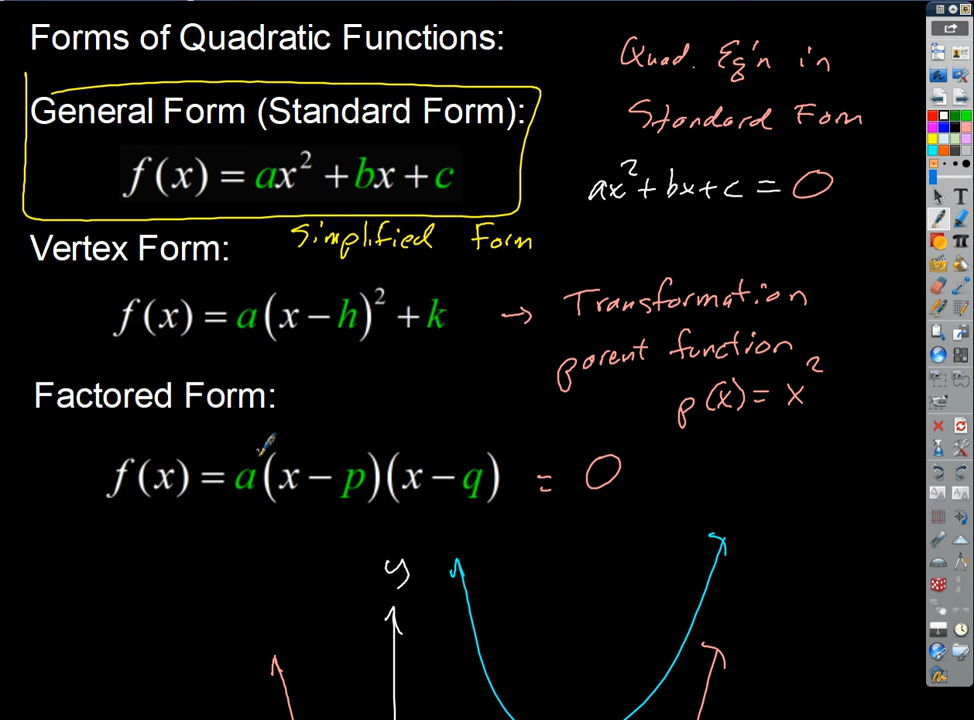 Forms of Quadratic Functions:
Quad. Eq'n in
Standard Fom
General Form (Standard Form):
f(x) = ax² + bx + c
ax² + bx + c = 0
Simplified Form
Vertex Form:
f(x) = a(x − h)² + k
→ Transformation
parent function
p(x) = x²
Factored Form:
f(x) = a(x − p)(x − q) = 0
y